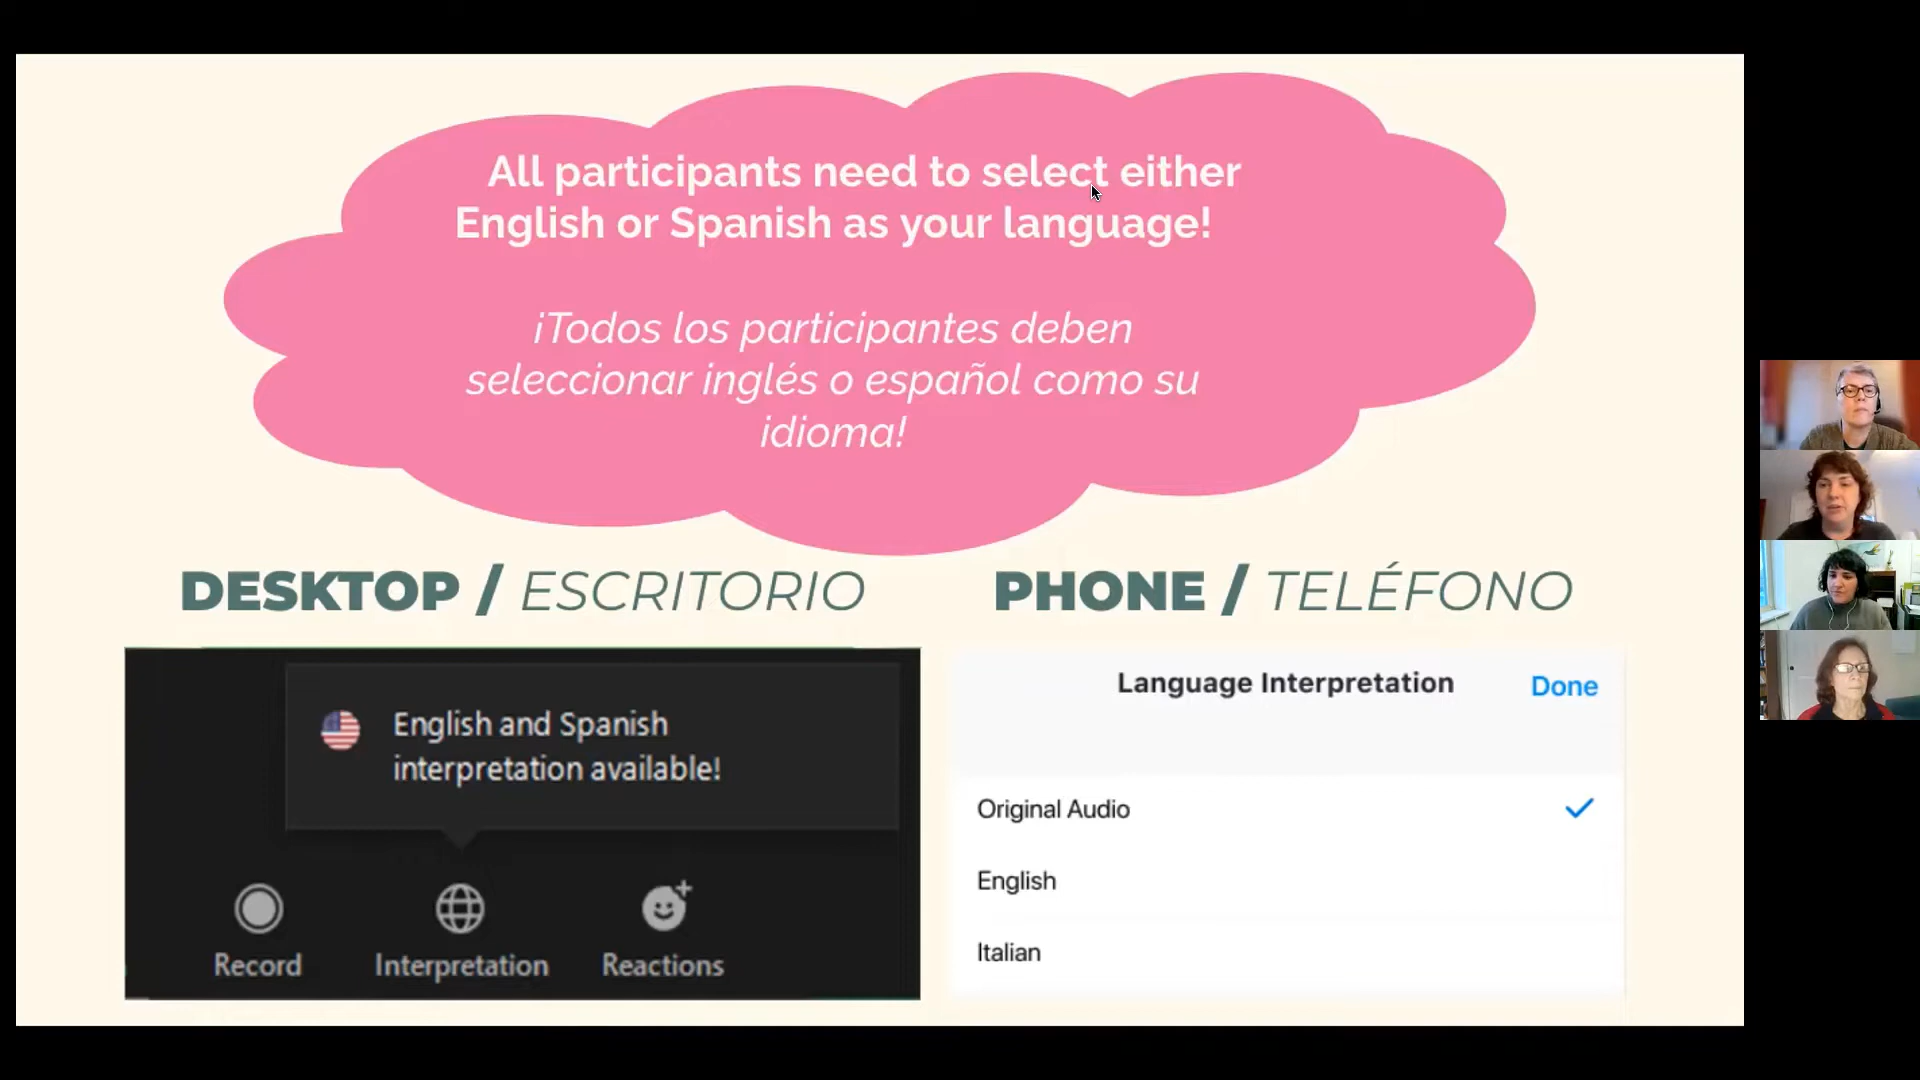 All participants need to select either
English or Spanish as your language!
¡Todos los participantes deben
seleccionar inglés o español como su
idioma!
DESKTOP / ESCRITORIO
PHONE / TELÉFONO
English and Spanish
interpretation available!
Record
Interpretation
Reactions
Language Interpretation
Done
Original Audio
English
Italian